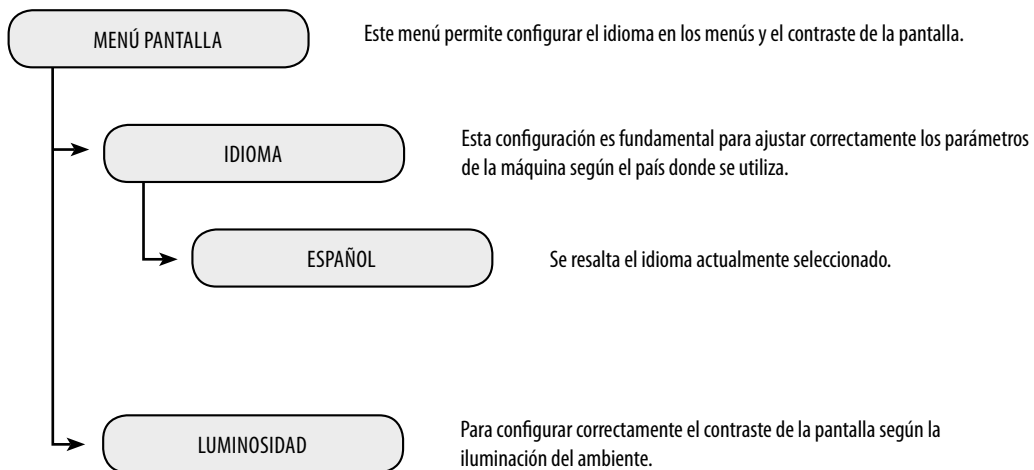 MENÚ PANTALLA
Este menú permite configurar el idioma en los menús y el contraste de la pantalla.
IDIOMA
Esta configuración es fundamental para ajustar correctamente los parámetros
de la máquina según el país donde se utiliza.
ESPAÑOL
Se resalta el idioma actualmente seleccionado.
LUMINOSIDAD
Para configurar correctamente el contraste de la pantalla según la
iluminación del ambiente.